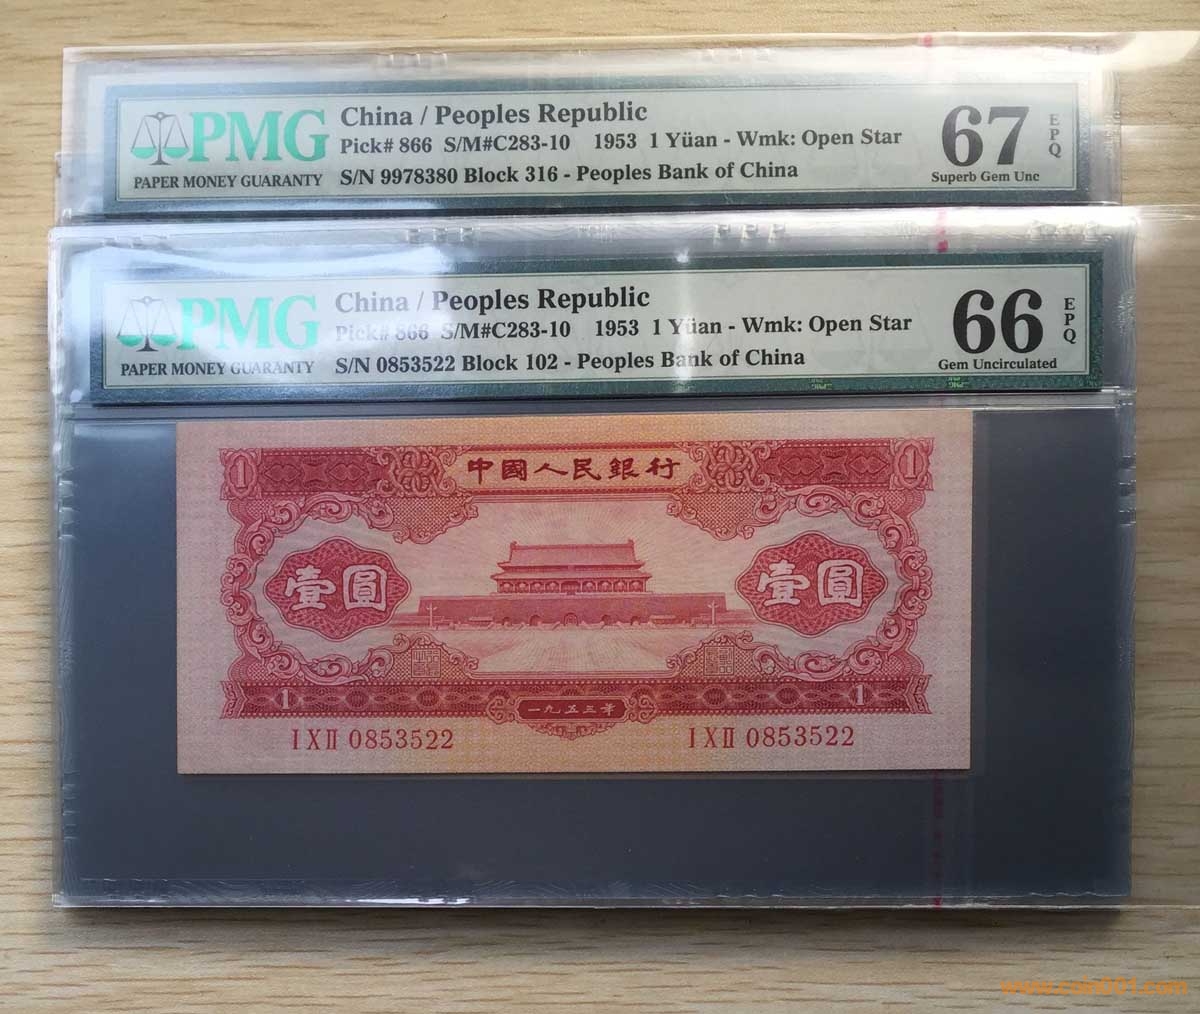 PMG
PAPER MONEY GUARANTY
China / Peoples Republic
Pick# 866 S/M#C283-10 1953 1 Yüan - Wmk: Open Star
S/N 9978380 Block 316 - Peoples Bank of China
67
EPQ
Superb Gem Unc
PMG
PAPER MONEY GUARANTY
China / Peoples Republic
Pick# 866 S/M#C283-10 1953 1 Yüan - Wmk: Open Star
S/N 0853522 Block 102 - Peoples Bank of China
66
EPQ
Gem Uncirculated
1 中國人民銀行 1
壹圓 壹圓
1 一九五三年 1
I X II 0853522 I X II 0853522
www.coin001.com